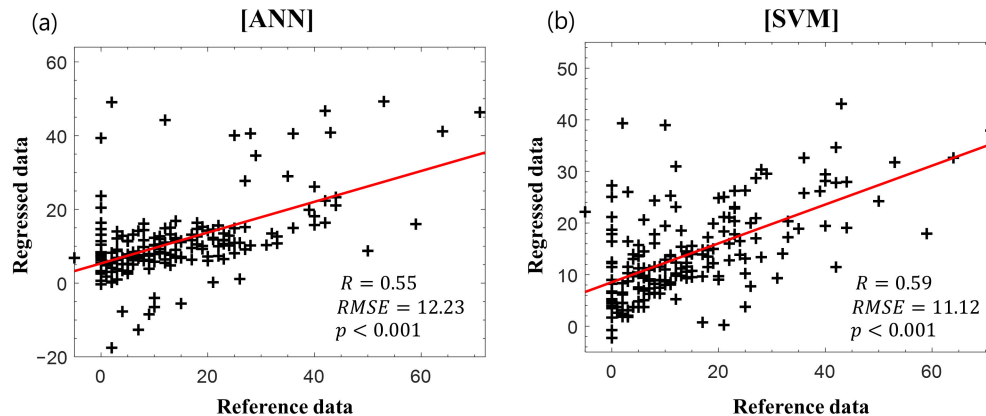 (a)
[ANN]
60
40
20
0
−20
Regressed data
R = 0.55
RMSE = 12.23
p < 0.001
0
20
40
60
Reference data
(b)
[SVM]
50
40
30
20
10
0
Regressed data
R = 0.59
RMSE = 11.12
p < 0.001
0
20
40
60
Reference data